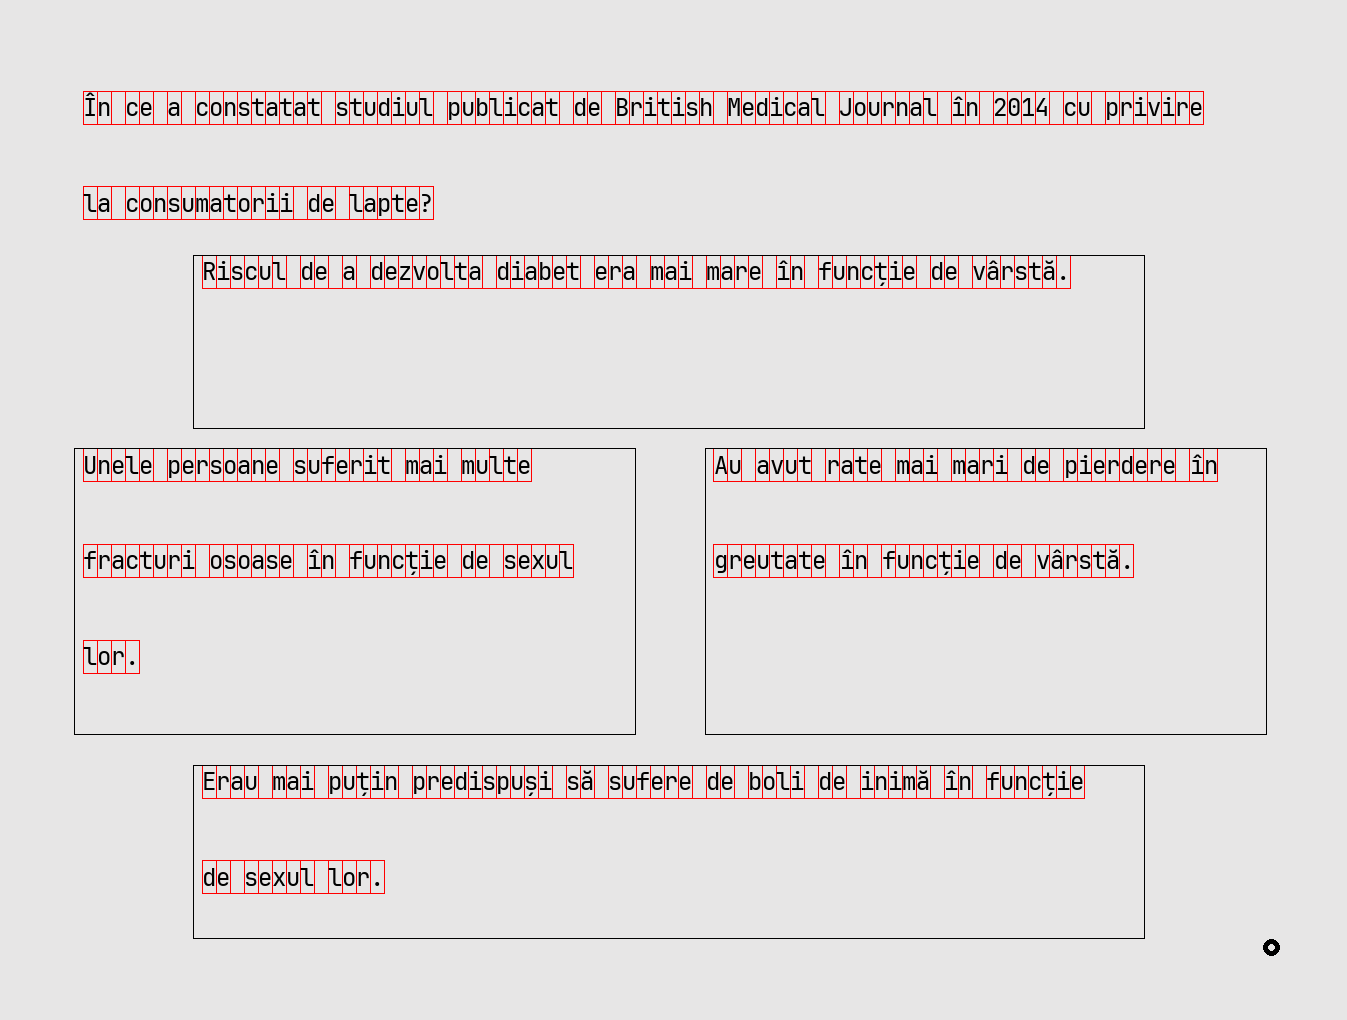 În ce a constatat studiul publicat de British Medical Journal în 2014 cu privire
la consumatorii de lapte?
Riscul de a dezvolta diabet era mai mare în funcție de vârstă.
Unele persoane suferit mai multe
fracturi osoase în funcție de sexul
lor.
Au avut rate mai mari de pierdere în
greutate în funcție de vârstă.
Erau mai puțin predispuși să sufere de boli de inimă în funcție
de sexul lor.